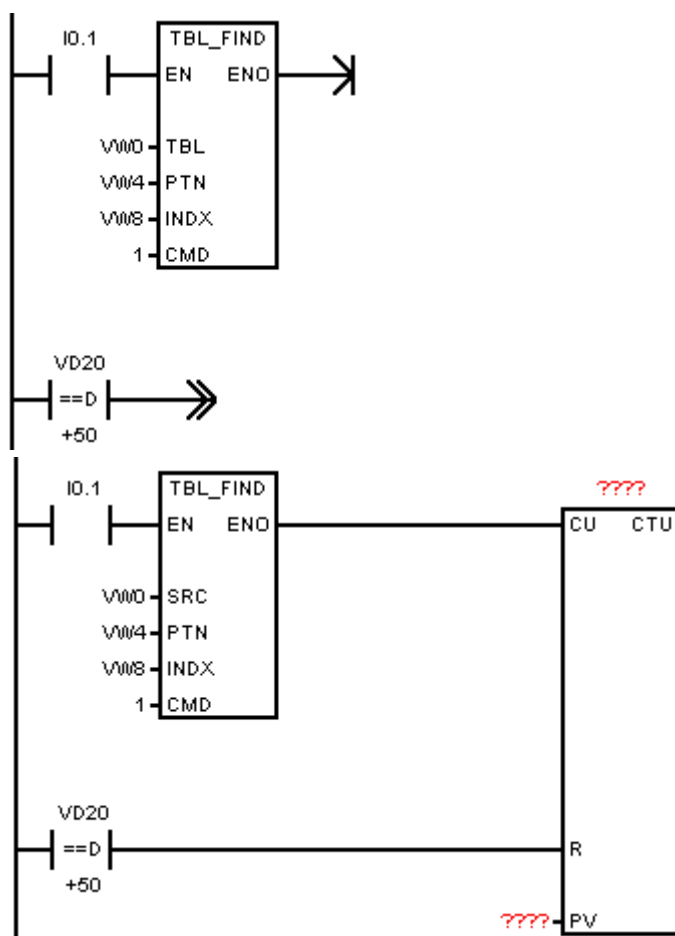 I0.1 TBL_FIND
EN ENO
VW0 TBL
VW4 PTN
VW8 INDX
1 CMD
VD20
==D
+50
I0.1 TBL_FIND ????
EN ENO CU CTU
VW0 SRC
VW4 PTN
VW8 INDX
1 CMD
VD20
==D R
+50
???? PV